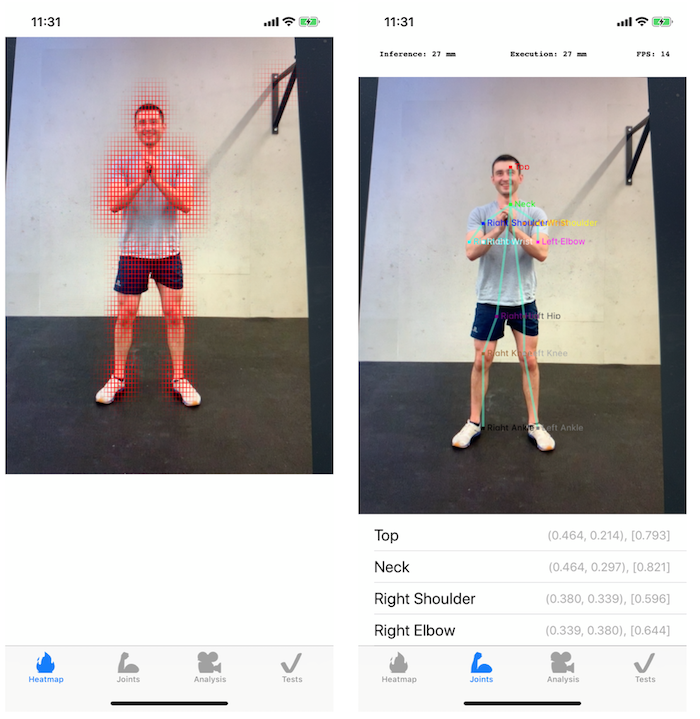 11:31
Heatmap
Joints
Analysis
Tests
11:31
Inference: 27 mm
Execution: 27 mm
FPS: 14
Top
Neck
Right Shoulder
Shoulder
Right Wrist
Left Elbow
Left Hip
Right Knee
Left Knee
Right Ankle
Left Ankle
Top
(0.464, 0.214), [0.793]
Neck
(0.464, 0.297), [0.821]
Right Shoulder
(0.380, 0.339), [0.596]
Right Elbow
(0.339, 0.380), [0.644]
Heatmap
Joints
Analysis
Tests